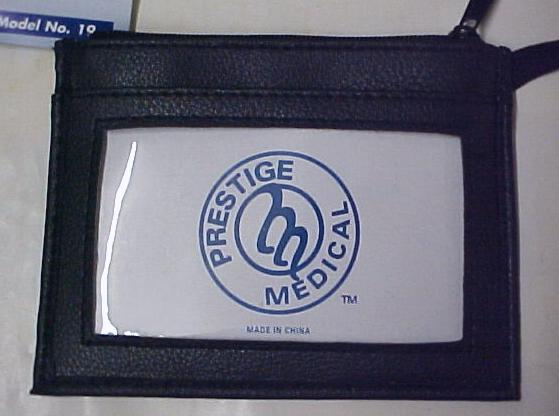 Model No. 19
PRESTIGE
MEDICAL
TM
MADE IN CHINA